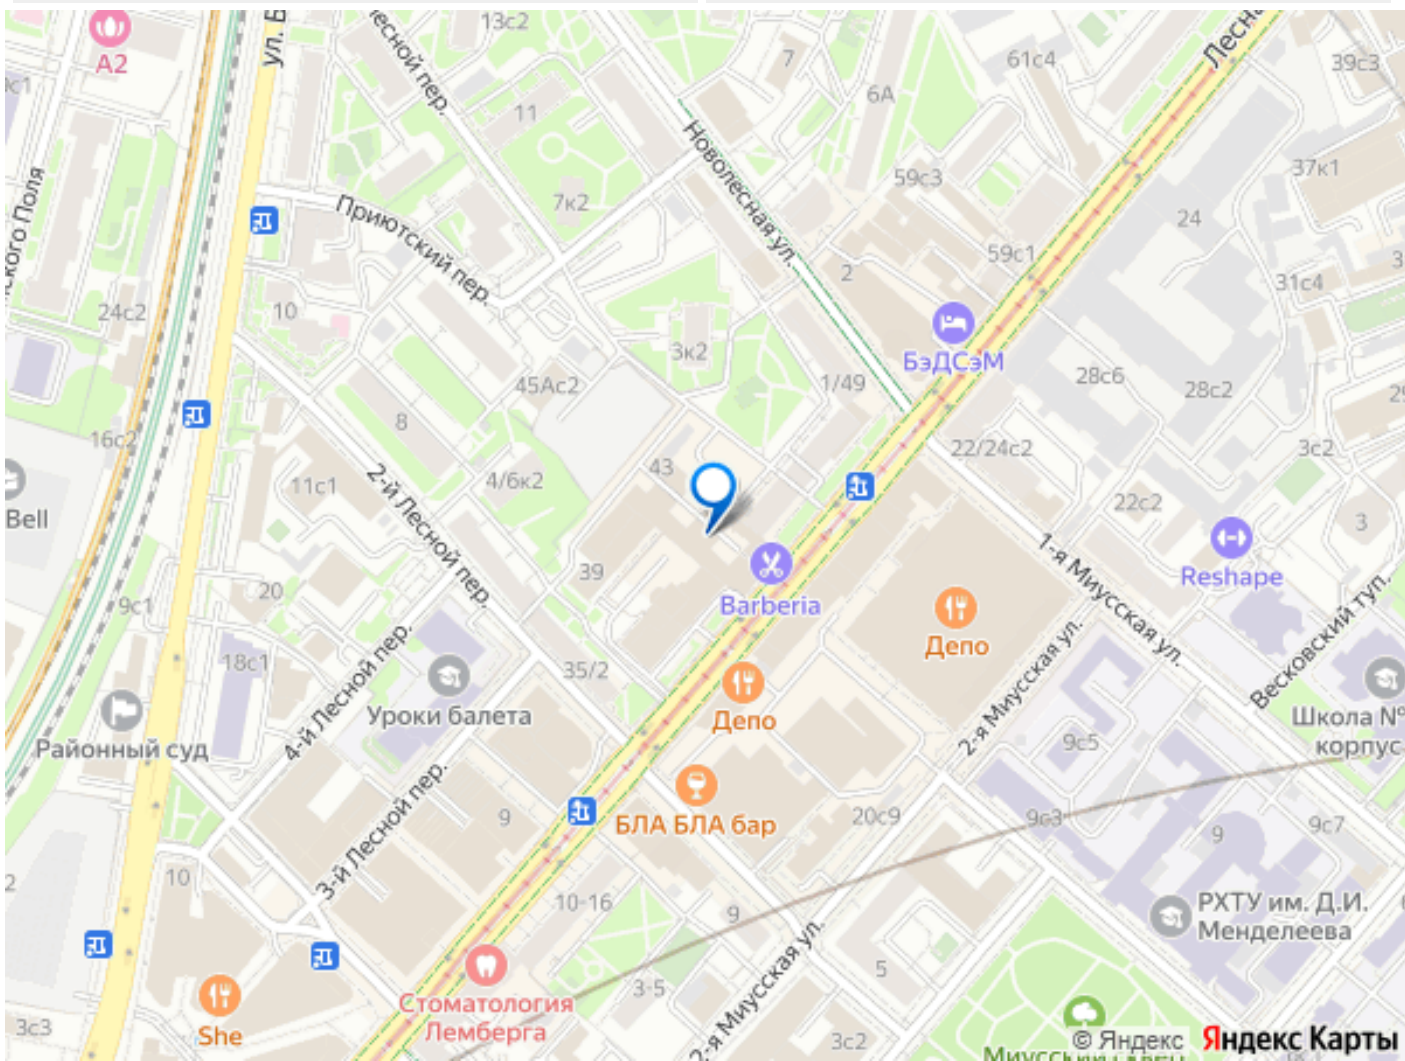 13с2
А2
ул. Б
Лесной пер.
7
61с4
Лесна
39с3
6А
11
Новолесная ул.
37к1
59с3
7к2
Приютский пер.
24
2
59с1
31с4
24с2
10
БэДСэМ
3к2
45Ас2
1/49
28с6
28с2
8
16с2
22/24с2
3с2
43
11с1
4/6к2
2-й Лесной пер.
22с2
3
Bell
1-я Миусская ул.
Reshape
39
Barberia
20
9с1
Депо
Весковский туп.
18с1
4-й Лесной пер.
35/2
Уроки балета
Депо
2-я Миусская ул.
Школа №
корпус
Районный суд
9с5
3-й Лесной пер.
9
БЛА БЛА бар
20с9
9с3
9
9с7
10
10-16
9
РХТУ им. Д.И.
Менделеева
5
3-5
2-я Миусская ул.
Стоматология
Лемберга
She
3с3
3с2
© Яндекс Яндекс Карты